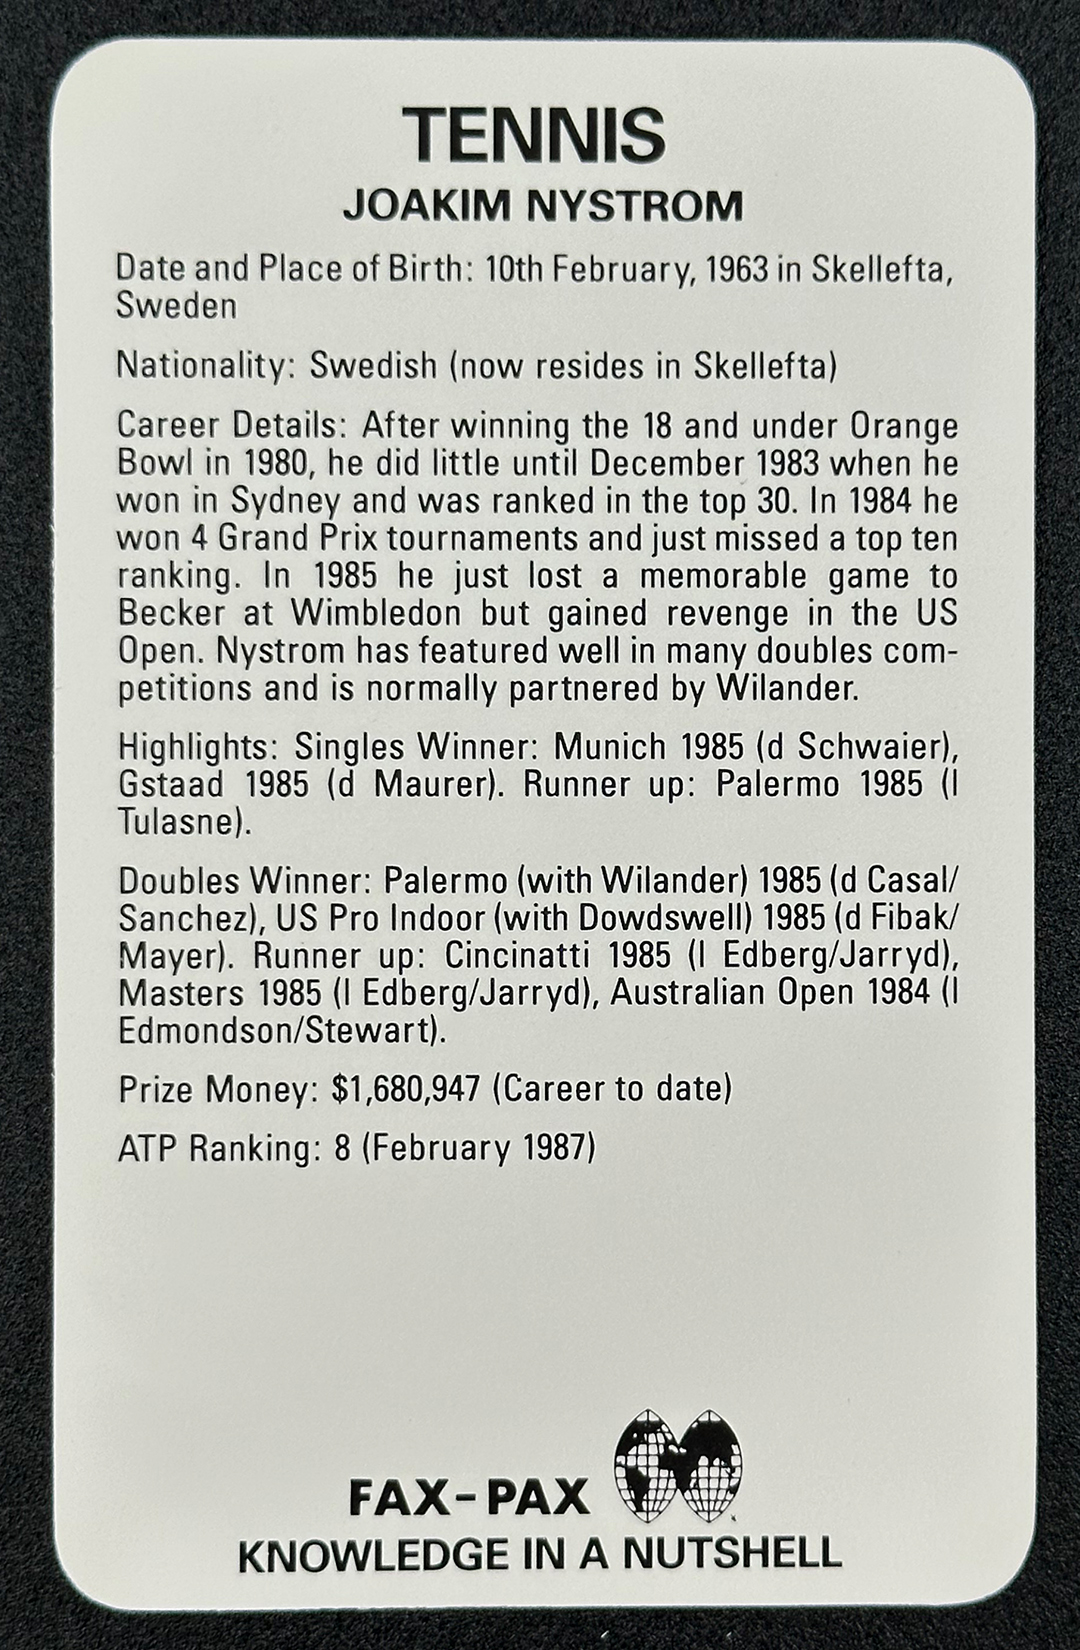 TENNIS
JOAKIM NYSTROM
Date and Place of Birth: 10th February, 1963 in Skellefta,
Sweden
Nationality: Swedish (now resides in Skellefta)
Career Details: After winning the 18 and under Orange
Bowl in 1980, he did little until December 1983 when he
won in Sydney and was ranked in the top 30. In 1984 he
won 4 Grand Prix tournaments and just missed a top ten
ranking. In 1985 he just lost a memorable game to
Becker at Wimbledon but gained revenge in the US
Open. Nystrom has featured well in many doubles com-
petitions and is normally partnered by Wilander.
Highlights: Singles Winner: Munich 1985 (d Schwaier),
Gstaad 1985 (d Maurer). Runner up: Palermo 1985 (l
Tulasne).
Doubles Winner: Palermo (with Wilander) 1985 (d Casal/
Sanchez), US Pro Indoor (with Dowdswell) 1985 (d Fibak/
Mayer). Runner up: Cincinatti 1985 (l Edberg/Jarryd),
Masters 1985 (l Edberg/Jarryd), Australian Open 1984 (l
Edmondson/Stewart).
Prize Money: $1,680,947 (Career to date)
ATP Ranking: 8 (February 1987)
FAX-PAX
KNOWLEDGE IN A NUTSHELL